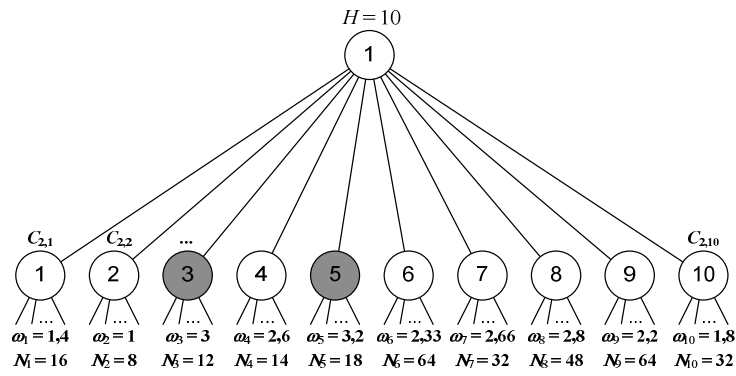 H = 10
1
C2,1 C2,2 ... C2,10
1 2 3 4 5 6 7 8 9 10
... ... ... ... ... ... ... ... ... ...
ω1 = 1,4 ω2 = 1 ω3 = 3 ω4 = 2,6 ω5 = 3,2 ω6 = 2,33 ω7 = 2,66 ω8 = 2,8 ω9 = 2,2 ω10 = 1,8
N1 = 16 N2 = 8 N3 = 12 N4 = 14 N5 = 18 N6 = 64 N7 = 32 N8 = 48 N9 = 64 N10 = 32